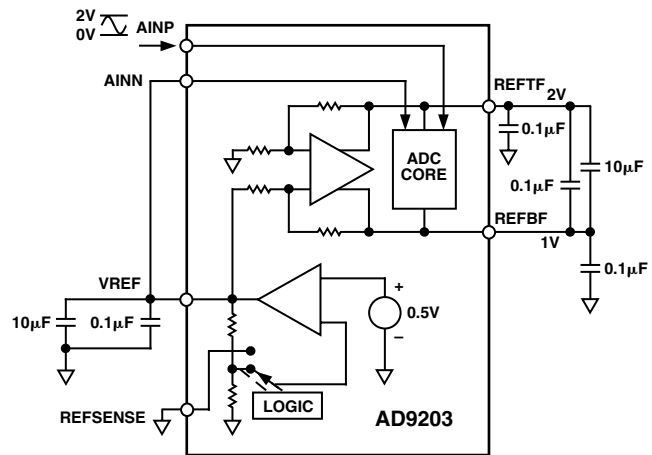 2V
0V
AINP
AINN
REFTF
2V
0.1µF
ADC
CORE
0.1µF
10µF
REFBF
1V
VREF
0.1µF
+
0.5V
–
10µF
0.1µF
LOGIC
REFSENSE
AD9203